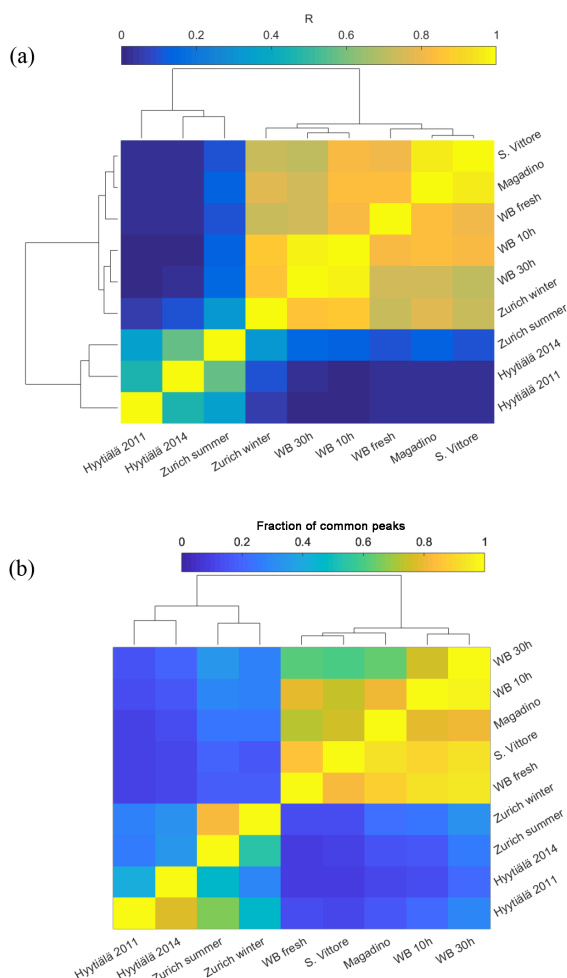 R
(a)
0 0.2 0.4 0.6 0.8 1
S. Vittore
Magadino
WB fresh
WB 10h
WB 30h
Zurich winter
Zurich summer
Hyytiälä 2014
Hyytiälä 2011
Hyytiälä 2011 Hyytiälä 2014 Zurich summer Zurich winter WB 30h WB 10h WB fresh Magadino S. Vittore
Fraction of common peaks
(b)
0 0.2 0.4 0.6 0.8 1
WB 30h
WB 10h
Magadino
S. Vittore
WB fresh
Zurich winter
Zurich summer
Hyytiälä 2014
Hyytiälä 2011
Hyytiälä 2011 Hyytiälä 2014 Zurich summer Zurich winter WB fresh S. Vittore Magadino WB 10h WB 30h